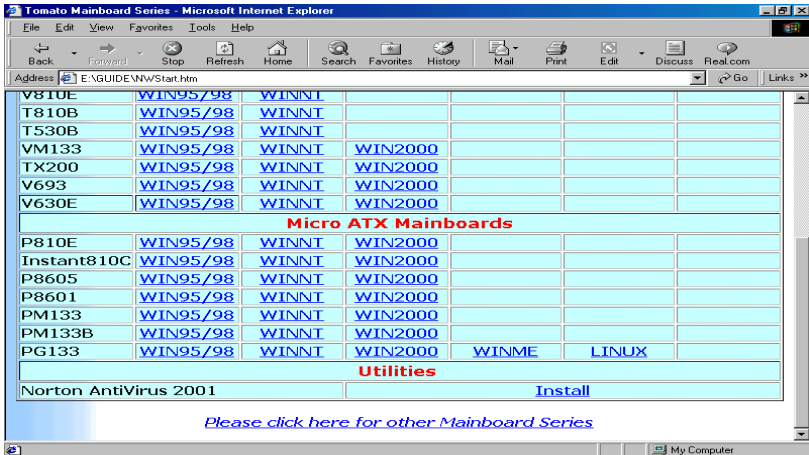 Tomato Mainboard Series - Microsoft Internet Explorer
File Edit View Favorites Tools Help
Back Forward Stop Refresh Home Search Favorites History Mail Print Edit Discuss Real.com
Address E:\GUIDE\NWStart.htm Go Links »
V810E WIN95/98 WINNT
T810B WIN95/98 WINNT
T530B WIN95/98 WINNT
VM133 WIN95/98 WINNT WIN2000
TX200 WIN95/98 WINNT WIN2000
V693 WIN95/98 WINNT WIN2000
V630E WIN95/98 WINNT WIN2000
Micro ATX Mainboards
P810E WIN95/98 WINNT WIN2000
Instant810C WIN95/98 WINNT WIN2000
P8605 WIN95/98 WINNT WIN2000
P8601 WIN95/98 WINNT WIN2000
PM133 WIN95/98 WINNT WIN2000
PM133B WIN95/98 WINNT WIN2000
PG133 WIN95/98 WINNT WIN2000 WINME LINUX
Utilities
Norton AntiVirus 2001 Install
Please click here for other Mainboard Series
My Computer